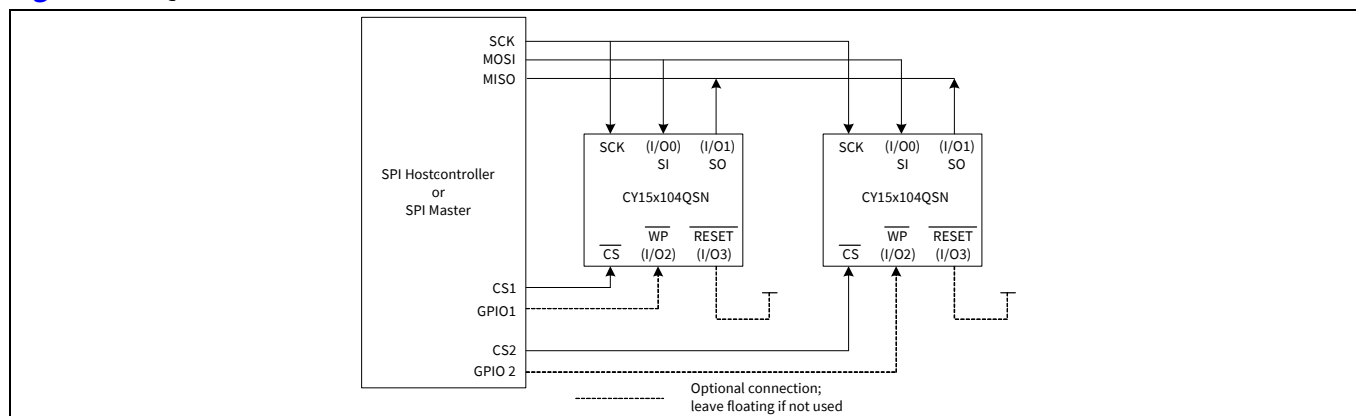 SCK
MOSI
MISO
SPI Hostcontroller
or
SPI Master
SCK
(I/O0)
SI
(I/O1)
SO
CY15x104QSN
CS
WP
(I/O2)
RESET
(I/O3)
SCK
(I/O0)
SI
(I/O1)
SO
CY15x104QSN
CS
WP
(I/O2)
RESET
(I/O3)
CS1
GPIO1
CS2
GPIO 2
Optional connection;
leave floating if not used